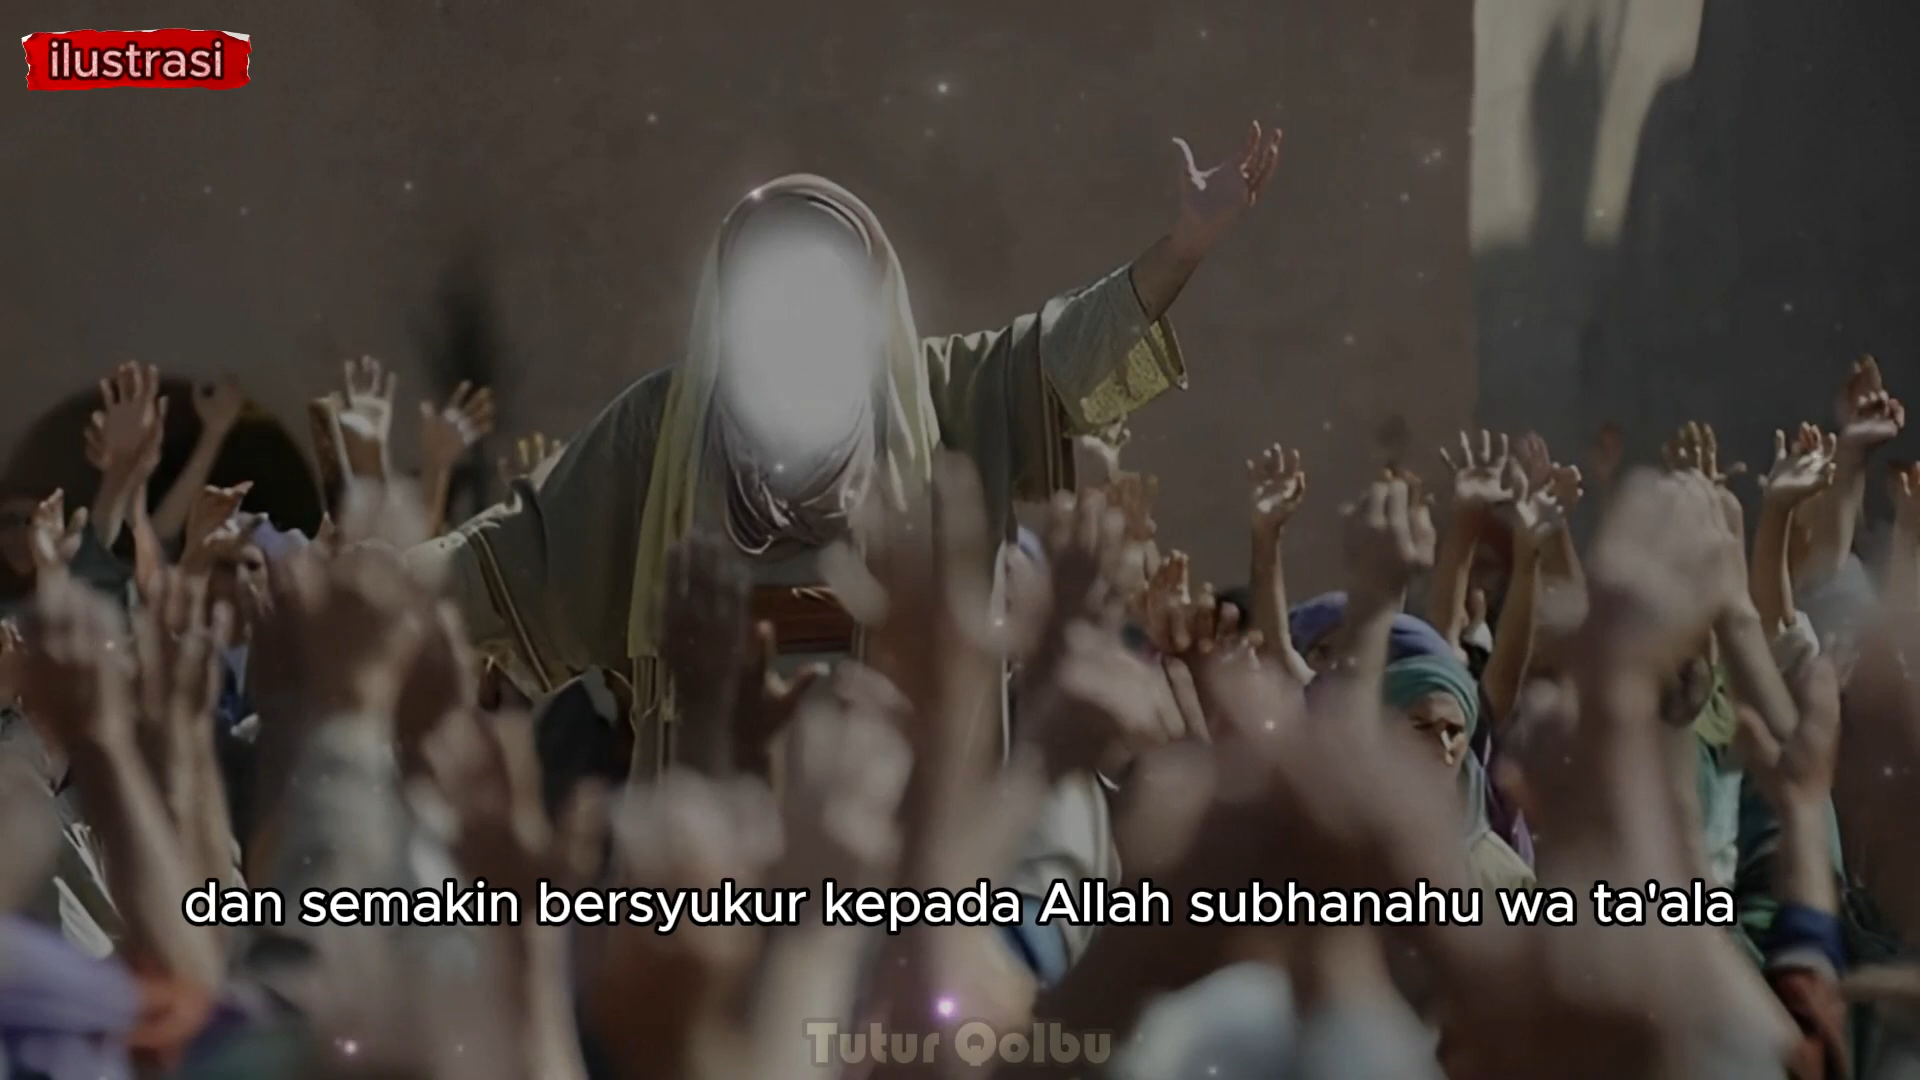 ilustrasi
dan semakin bersyukur kepada Allah subhanahu wa ta'ala
Tutur Qolbu